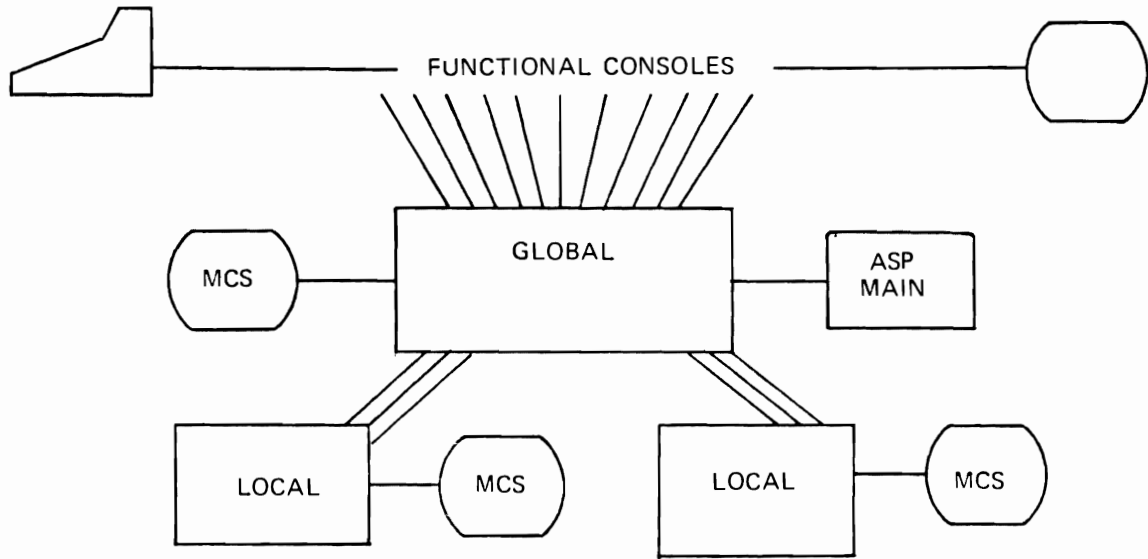 FUNCTIONAL CONSOLES
GLOBAL
MCS
ASP
MAIN
LOCAL
MCS
LOCAL
MCS